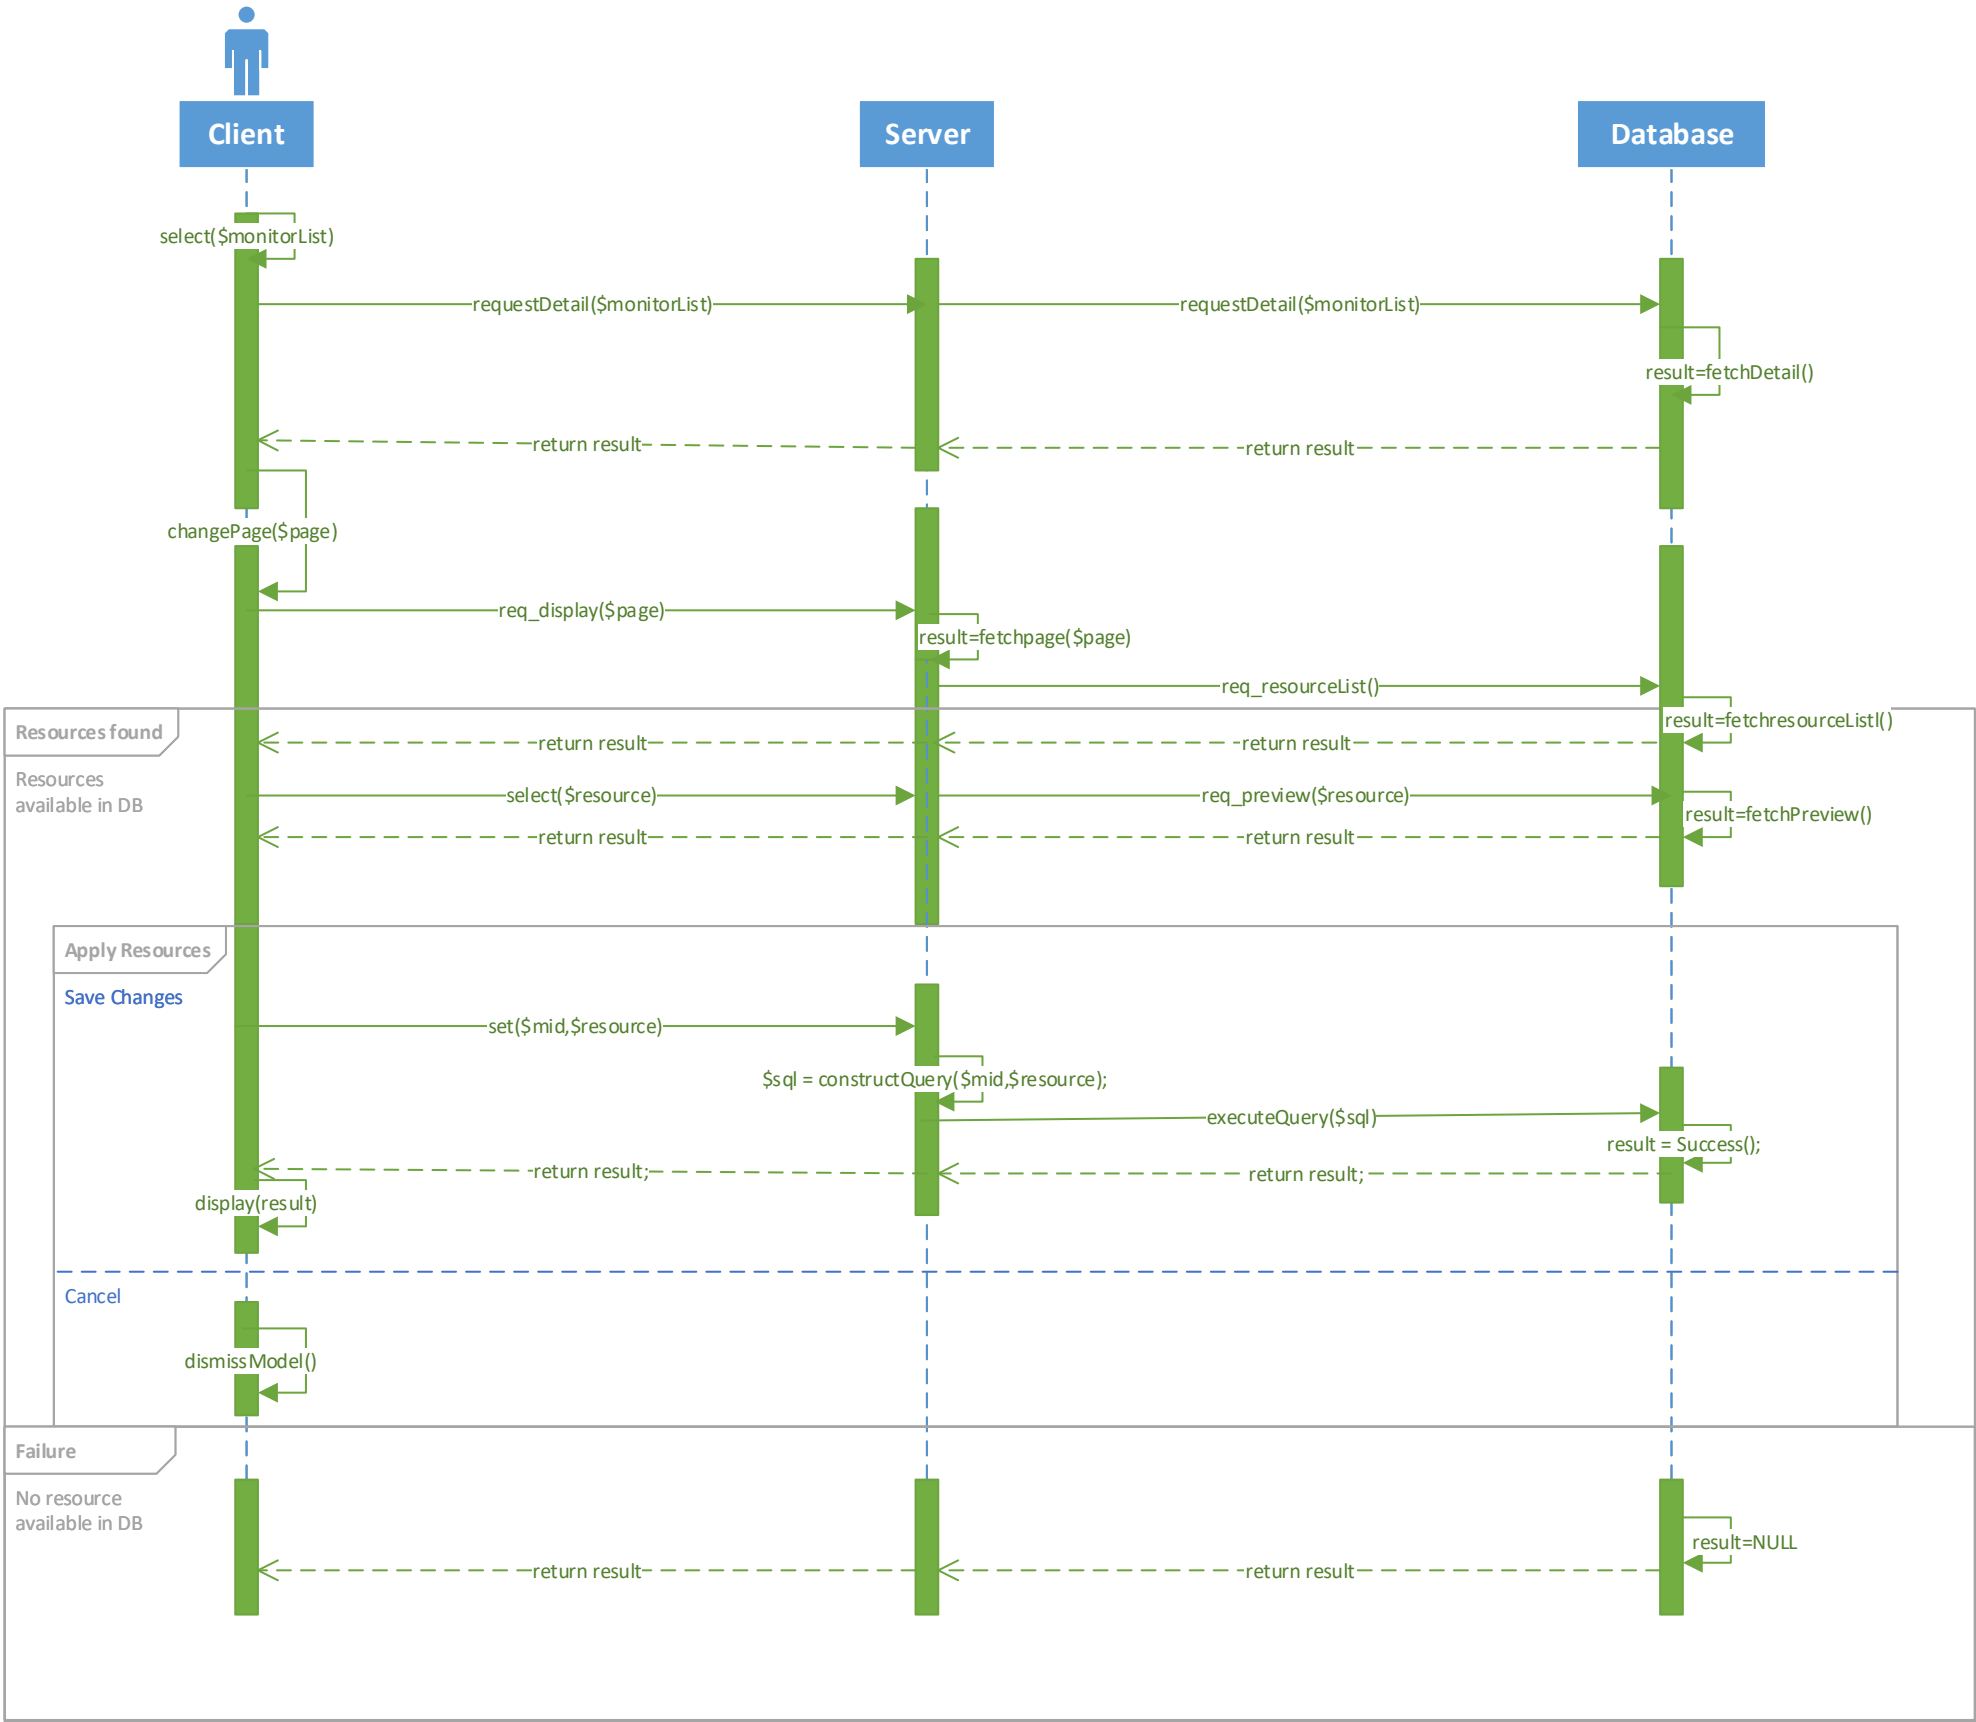 Client
Server
Database
select($monitorList)
requestDetail($monitorList)
requestDetail($monitorList)
result=fetchDetail()
return result
return result
changePage($page)
req_display($page)
result=fetchpage($page)
req_resourceList()
Resources found
result=fetchresourceListl()
return result
return result
Resources
available in DB
select($resource)
req_preview($resource)
result=fetchPreview()
return result
return result
Apply Resources
Save Changes
set($mid,$resource)
$sql = constructQuery($mid,$resource);
executeQuery($sql)
result = Success();
return result;
return result;
display(result)
Cancel
dismissModel()
Failure
No resource
available in DB
result=NULL
return result
return result